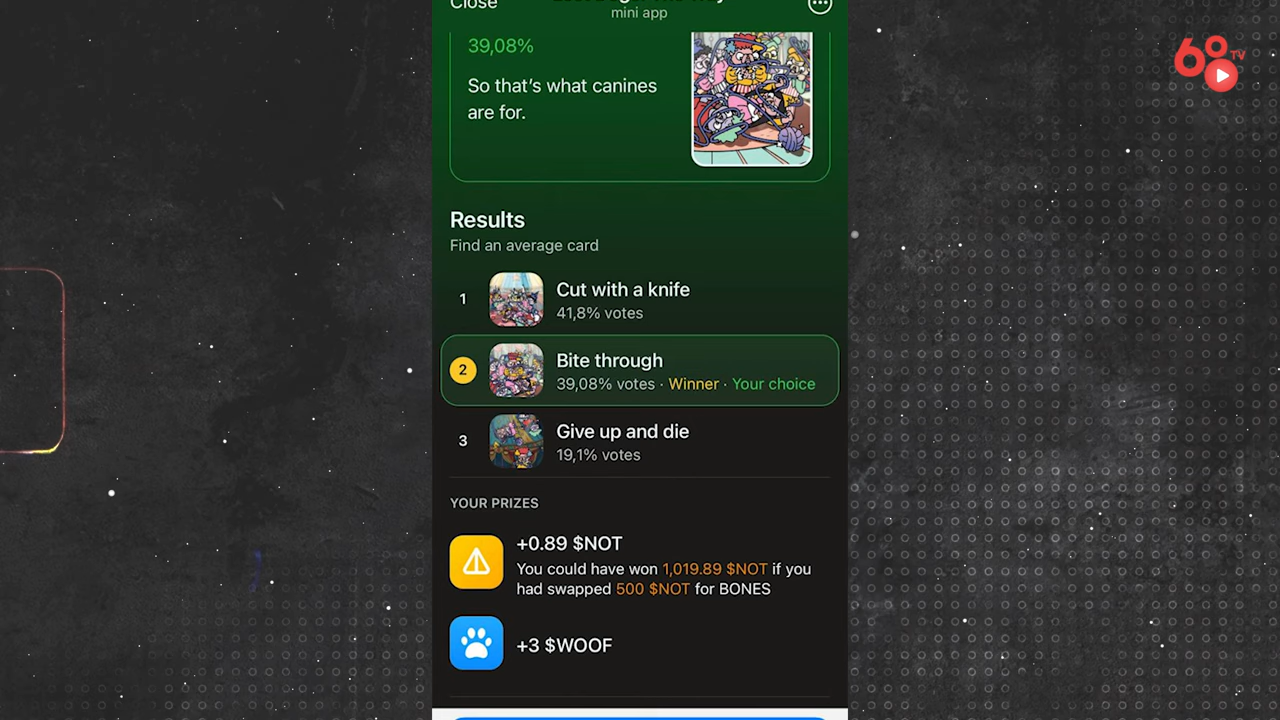 Close
mini app
60 TV
39,08%
So that's what canines
are for.
Results
Find an average card
1
Cut with a knife
41,8% votes
2
Bite through
39,08% votes · Winner · Your choice
3
Give up and die
19,1% votes
YOUR PRIZES
+0.89 $NOT
You could have won 1,019.89 $NOT if you
had swapped 500 $NOT for BONES
+3 $WOOF